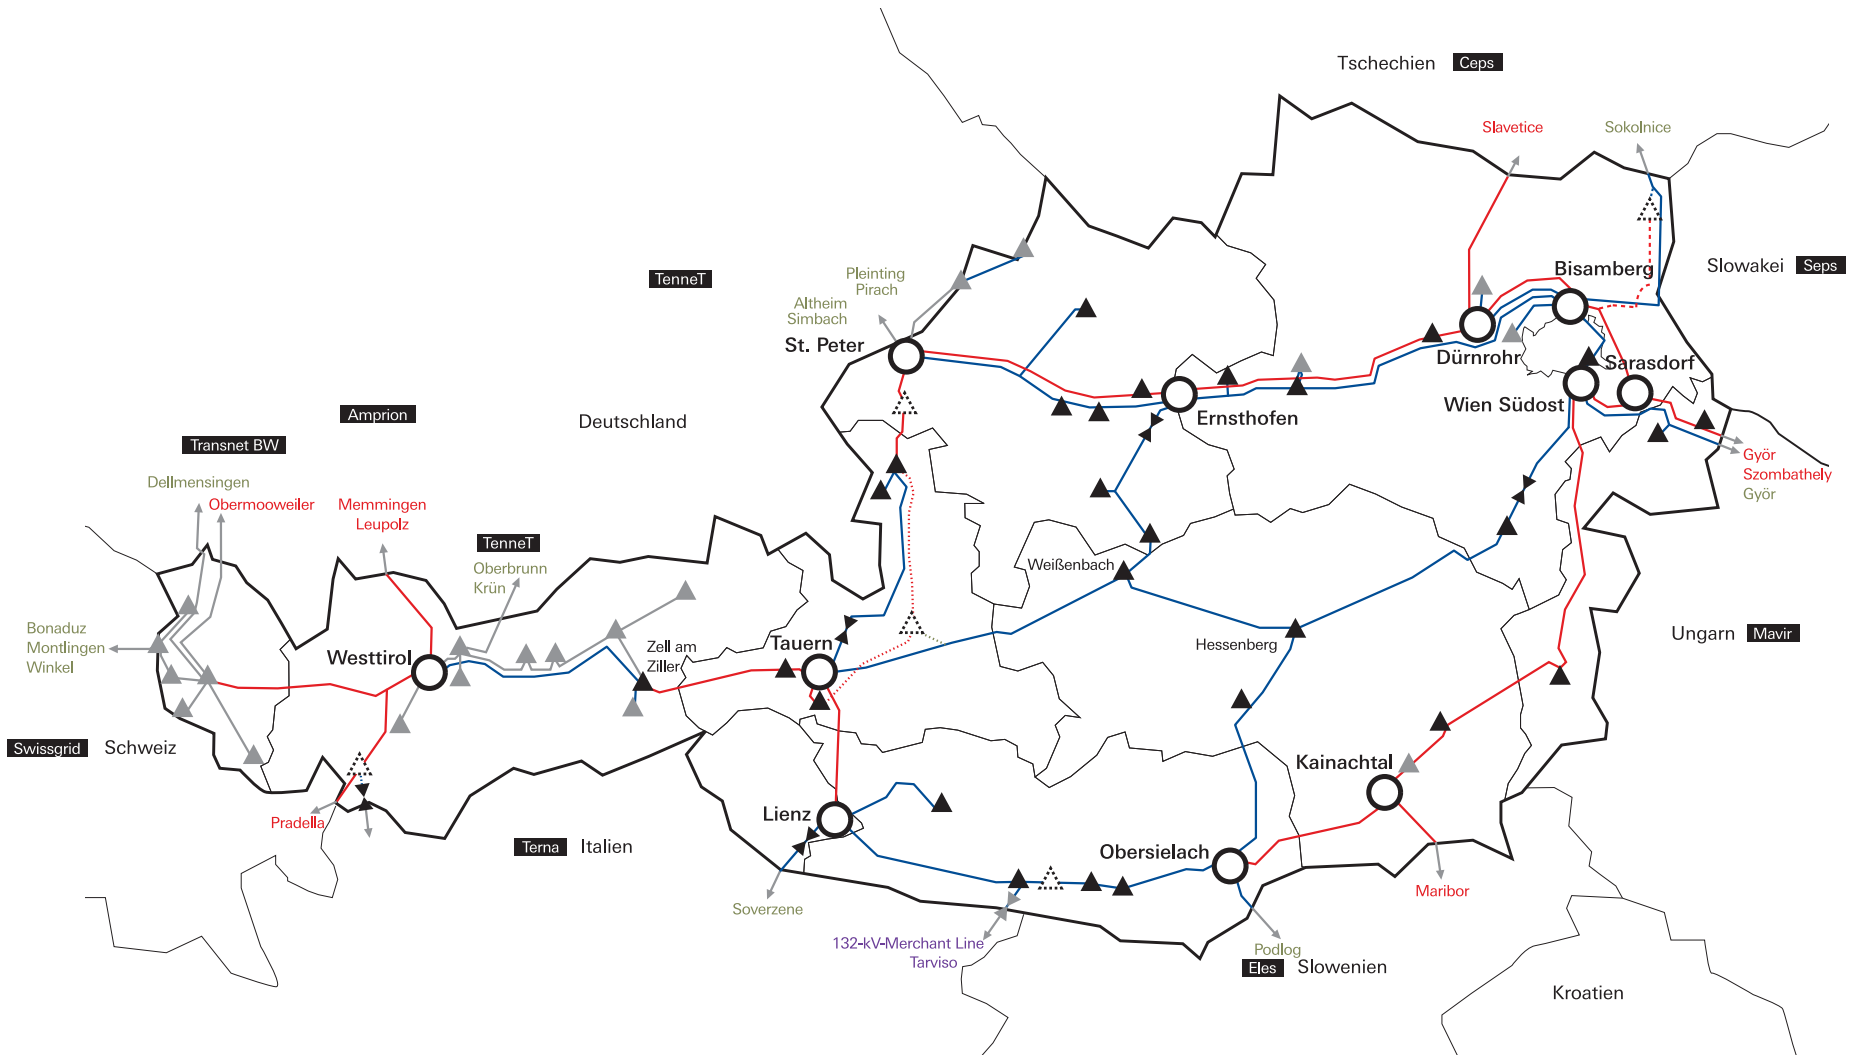 Tschechien Ceps
Slavetice
Sokolnice
Slowakei Seps
Bisamberg
TenneT
Pleinting
Pirach
Altheim
Simbach
St. Peter
Dürnrohr
Sarasdorf
Wien Südost
Ernsthofen
Amprion
Deutschland
Transnet BW
Dellmensingen
Obermooweiler
Memmingen
Leupolz
TenneT
Oberbrunn
Krün
Györ
Szombathely
Györ
Weißenbach
Bonaduz
Montlingen
Winkel
Westtirol
Zell am
Ziller
Tauern
Hessenberg
Ungarn Mavir
Swissgrid Schweiz
Kainachtal
Pradella
Lienz
Terna Italien
Obersielach
Maribor
Soverzene
132-kV-Merchant Line
Tarviso
Podlog
Eles Slowenien
Kroatien